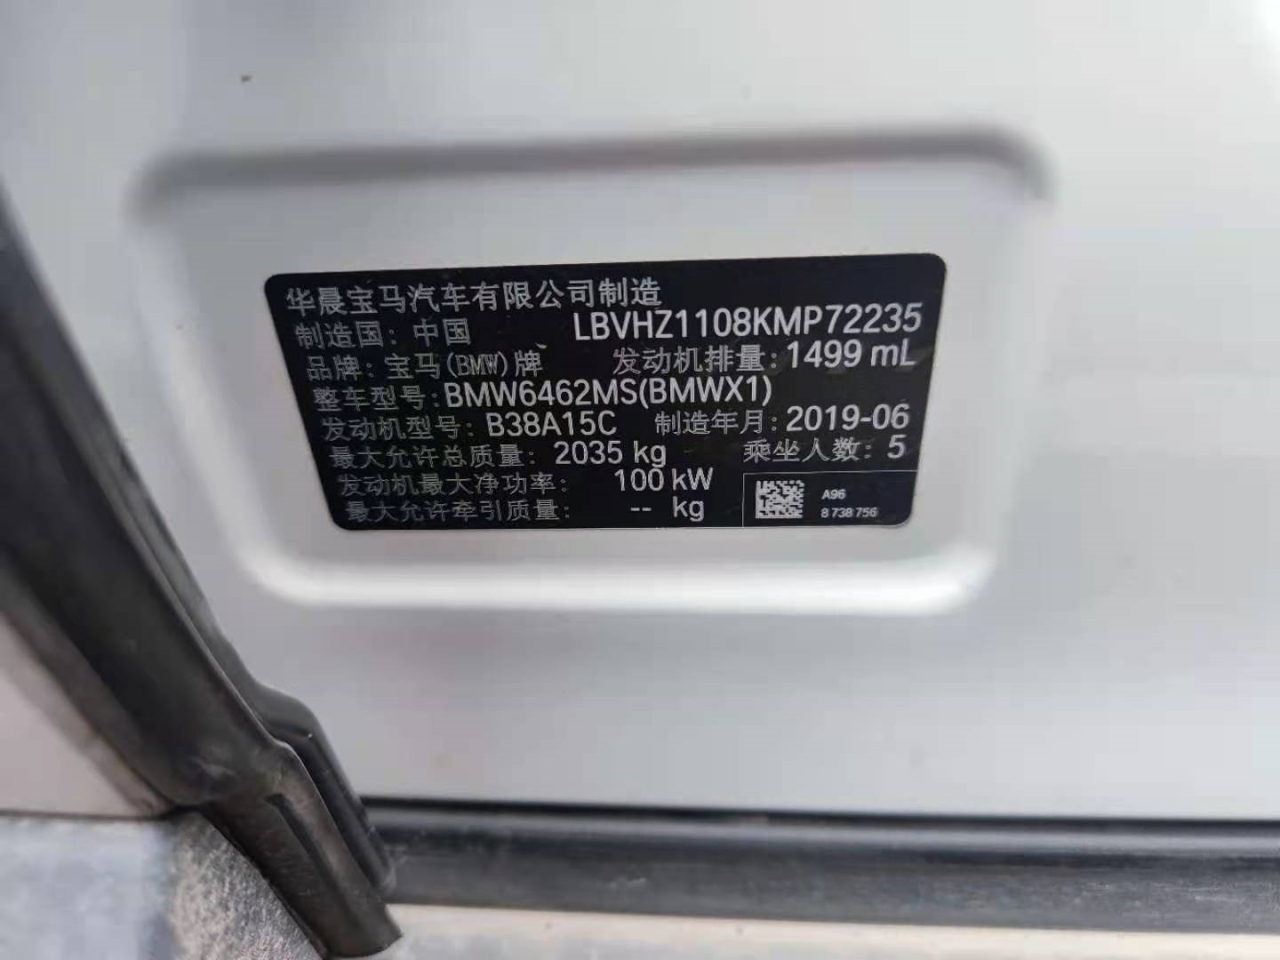 华晨宝马汽车有限公司制造
制造国：中国 LBVHZ1108KMP72235
品牌：宝马(BMW)牌 发动机排量：1499 mL
整车型号：BMW6462MS(BMWX1)
发动机型号：B38A15C 制造年月：2019-06
最大允许总质量：2035 kg 乘坐人数：5
发动机最大净功率：100 kW
最大允许牵引质量：-- kg
A96
8 738 756